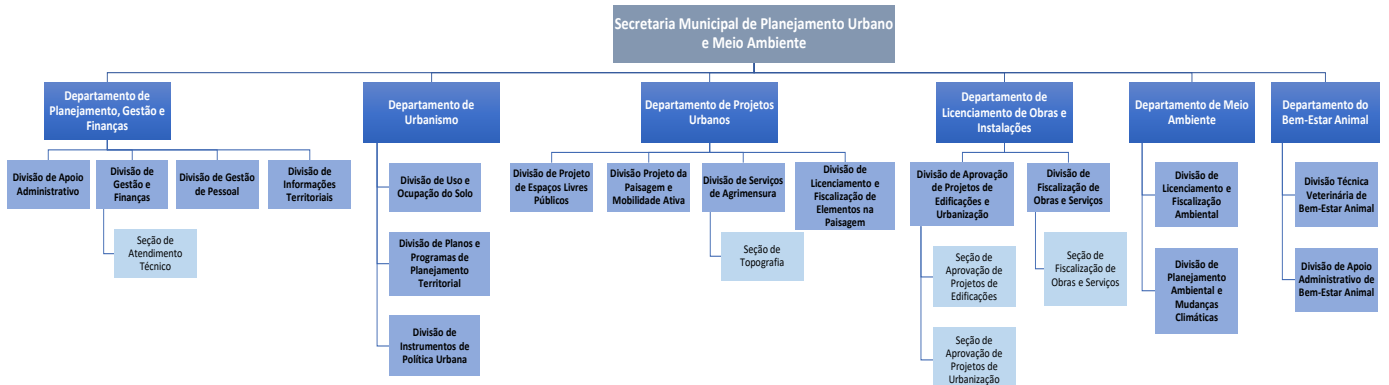 Secretaria Municipal de Planejamento Urbano
e Meio Ambiente
Departamento de
Planejamento, Gestão e
Finanças
Departamento de
Urbanismo
Departamento de Projetos
Urbanos
Departamento de
Licenciamento de Obras e
Instalações
Departamento de Meio
Ambiente
Departamento do
Bem-Estar Animal
Divisão de Apoio
Administrativo
Divisão de
Gestão e
Finanças
Divisão de Gestão
de Pessoal
Divisão de
Informações
Territoriais
Seção de
Atendimento
Técnico
Divisão de Uso e
Ocupação do Solo
Divisão de Planos e
Programas de
Planejamento
Territorial
Divisão de
Instrumentos de
Política Urbana
Divisão de Projeto
de Espaços Livres
Públicos
Divisão Projeto da
Paisagem e
Mobilidade Ativa
Divisão de Serviços
de Agrimensura
Divisão de
Licenciamento e
Fiscalização de
Elementos na
Paisagem
Seção de
Topografia
Divisão de Aprovação
de Projetos de
Edificações e
Urbanização
Divisão de
Fiscalização de
Obras e Serviços
Seção de
Aprovação de
Projetos de
Edificações
Seção de
Fiscalização de
Obras e Serviços
Seção de
Aprovação de
Projetos de
Urbanização
Divisão de
Licenciamento e
Fiscalização
Ambiental
Divisão de
Planejamento
Ambiental e
Mudanças
Climáticas
Divisão Técnica
Veterinária de
Bem-Estar Animal
Divisão de Apoio
Administrativo de
Bem-Estar Animal